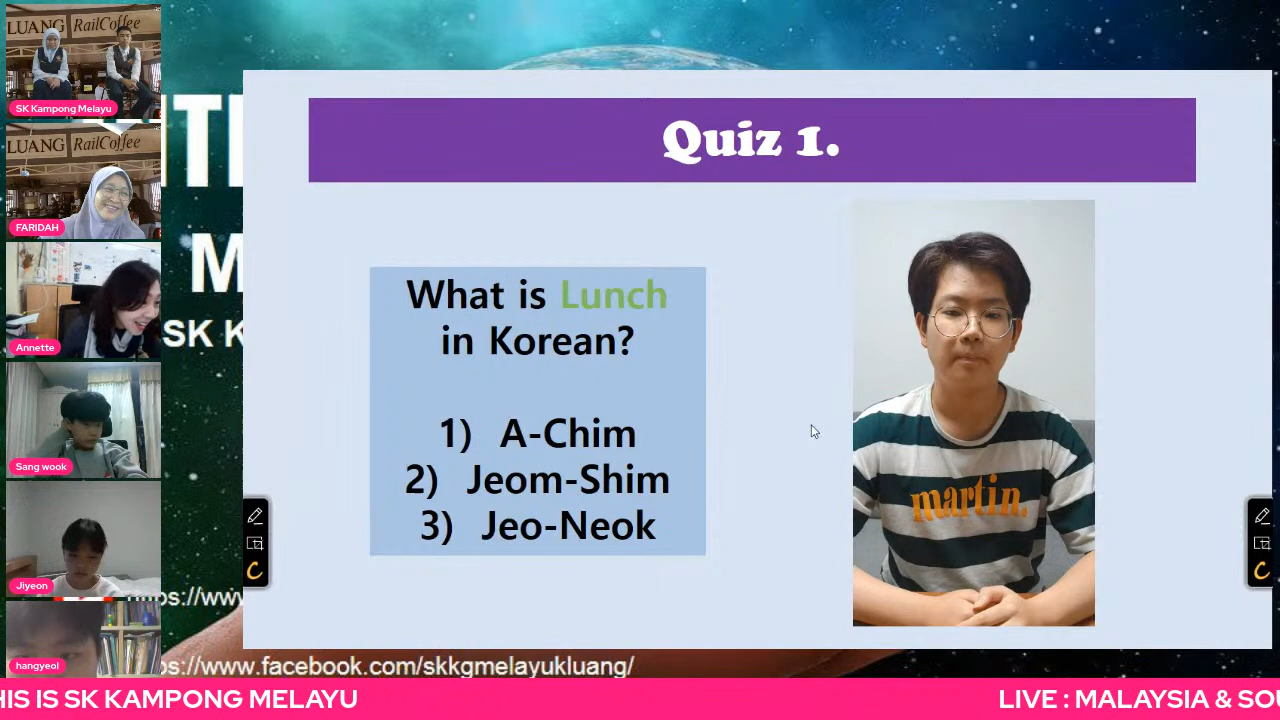 LUANG RailCoffee
SK Kampong Melayu
LUANG RailCoffee
FARIDAH
Annette
Sang wook
Jiyeon
hangyeol
M
SK K
Quiz 1.
What is Lunch
in Korean?
1) A-Chim
2) Jeom-Shim
3) Jeo-Neok
martin.
https://www
https://www.facebook.com/skkgmelayukluang/
HIS IS SK KAMPONG MELAYU
LIVE : MALAYSIA & SOU